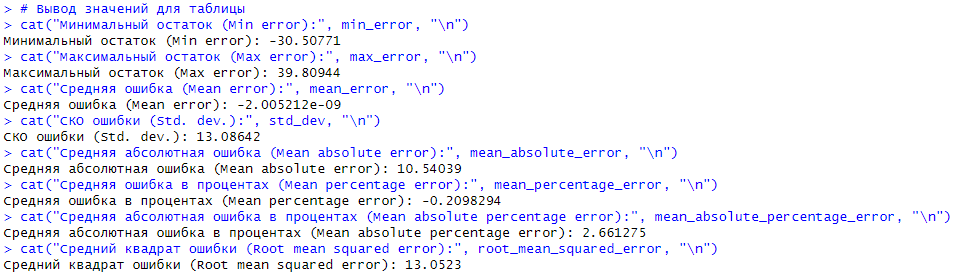 > # Вывод значений для таблицы
> cat("Минимальный остаток (Min error):", min_error, "\n")
Минимальный остаток (Min error): -30.50771
> cat("Максимальный остаток (Max error):", max_error, "\n")
Максимальный остаток (Max error): 39.80944
> cat("Средняя ошибка (Mean error):", mean_error, "\n")
Средняя ошибка (Mean error): -2.005212e-09
> cat("СКО ошибки (Std. dev.):", std_dev, "\n")
СКО ошибки (Std. dev.): 13.08642
> cat("Средняя абсолютная ошибка (Mean absolute error):", mean_absolute_error, "\n")
Средняя абсолютная ошибка (Mean absolute error): 10.54039
> cat("Средняя ошибка в процентах (Mean percentage error):", mean_percentage_error, "\n")
Средняя ошибка в процентах (Mean percentage error): -0.2098294
> cat("Средняя абсолютная ошибка в процентах (Mean absolute percentage error):", mean_absolute_percentage_error, "\n")
Средняя абсолютная ошибка в процентах (Mean absolute percentage error): 2.661275
> cat("Средний квадрат ошибки (Root mean squared error):", root_mean_squared_error, "\n")
Средний квадрат ошибки (Root mean squared error): 13.0523